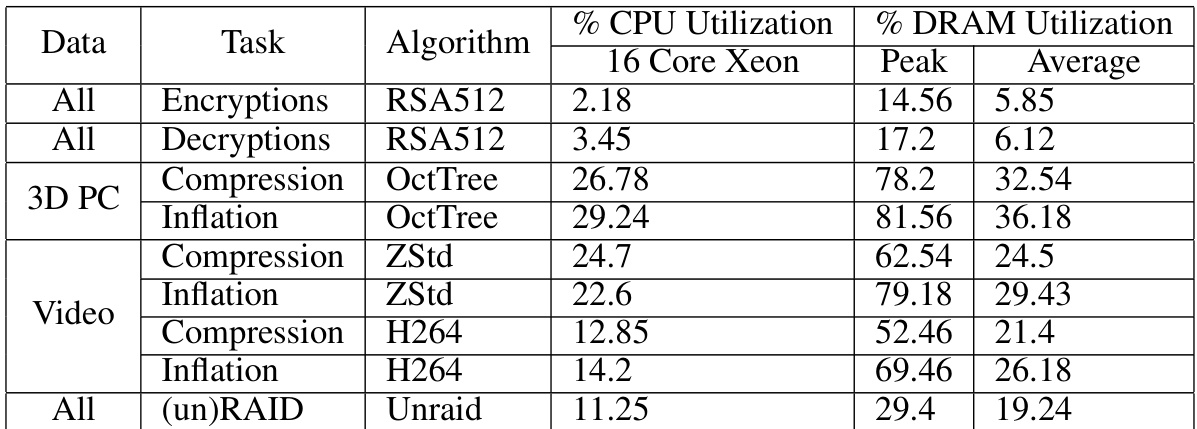 Data Task Algorithm % CPU Utilization % DRAM Utilization
16 Core Xeon Peak Average
All Encryptions RSA512 2.18 14.56 5.85
All Decryptions RSA512 3.45 17.2 6.12
3D PC Compression OctTree 26.78 78.2 32.54
Inflation OctTree 29.24 81.56 36.18
Video Compression ZStd 24.7 62.54 24.5
Inflation ZStd 22.6 79.18 29.43
Compression H264 12.85 52.46 21.4
Inflation H264 14.2 69.46 26.18
All (un)RAID Unraid 11.25 29.4 19.24